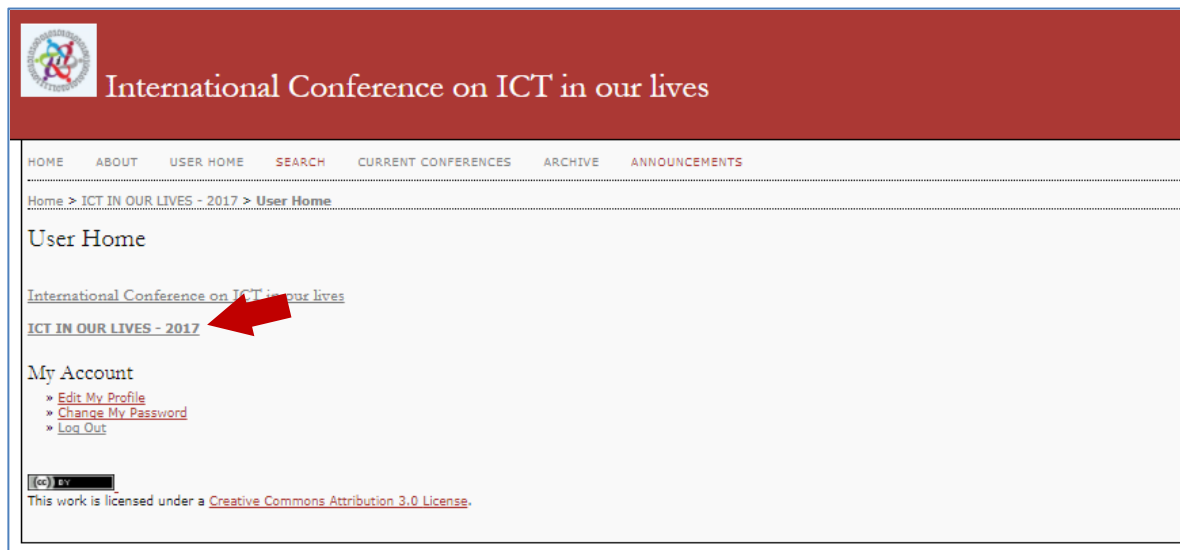 International Conference on ICT in our lives
HOME ABOUT USER HOME SEARCH CURRENT CONFERENCES ARCHIVE ANNOUNCEMENTS
Home > ICT IN OUR LIVES - 2017 > User Home
User Home
International Conference on ICT in our lives
ICT IN OUR LIVES - 2017
My Account
» Edit My Profile
» Change My Password
» Log Out
(cc) BY
This work is licensed under a Creative Commons Attribution 3.0 License.